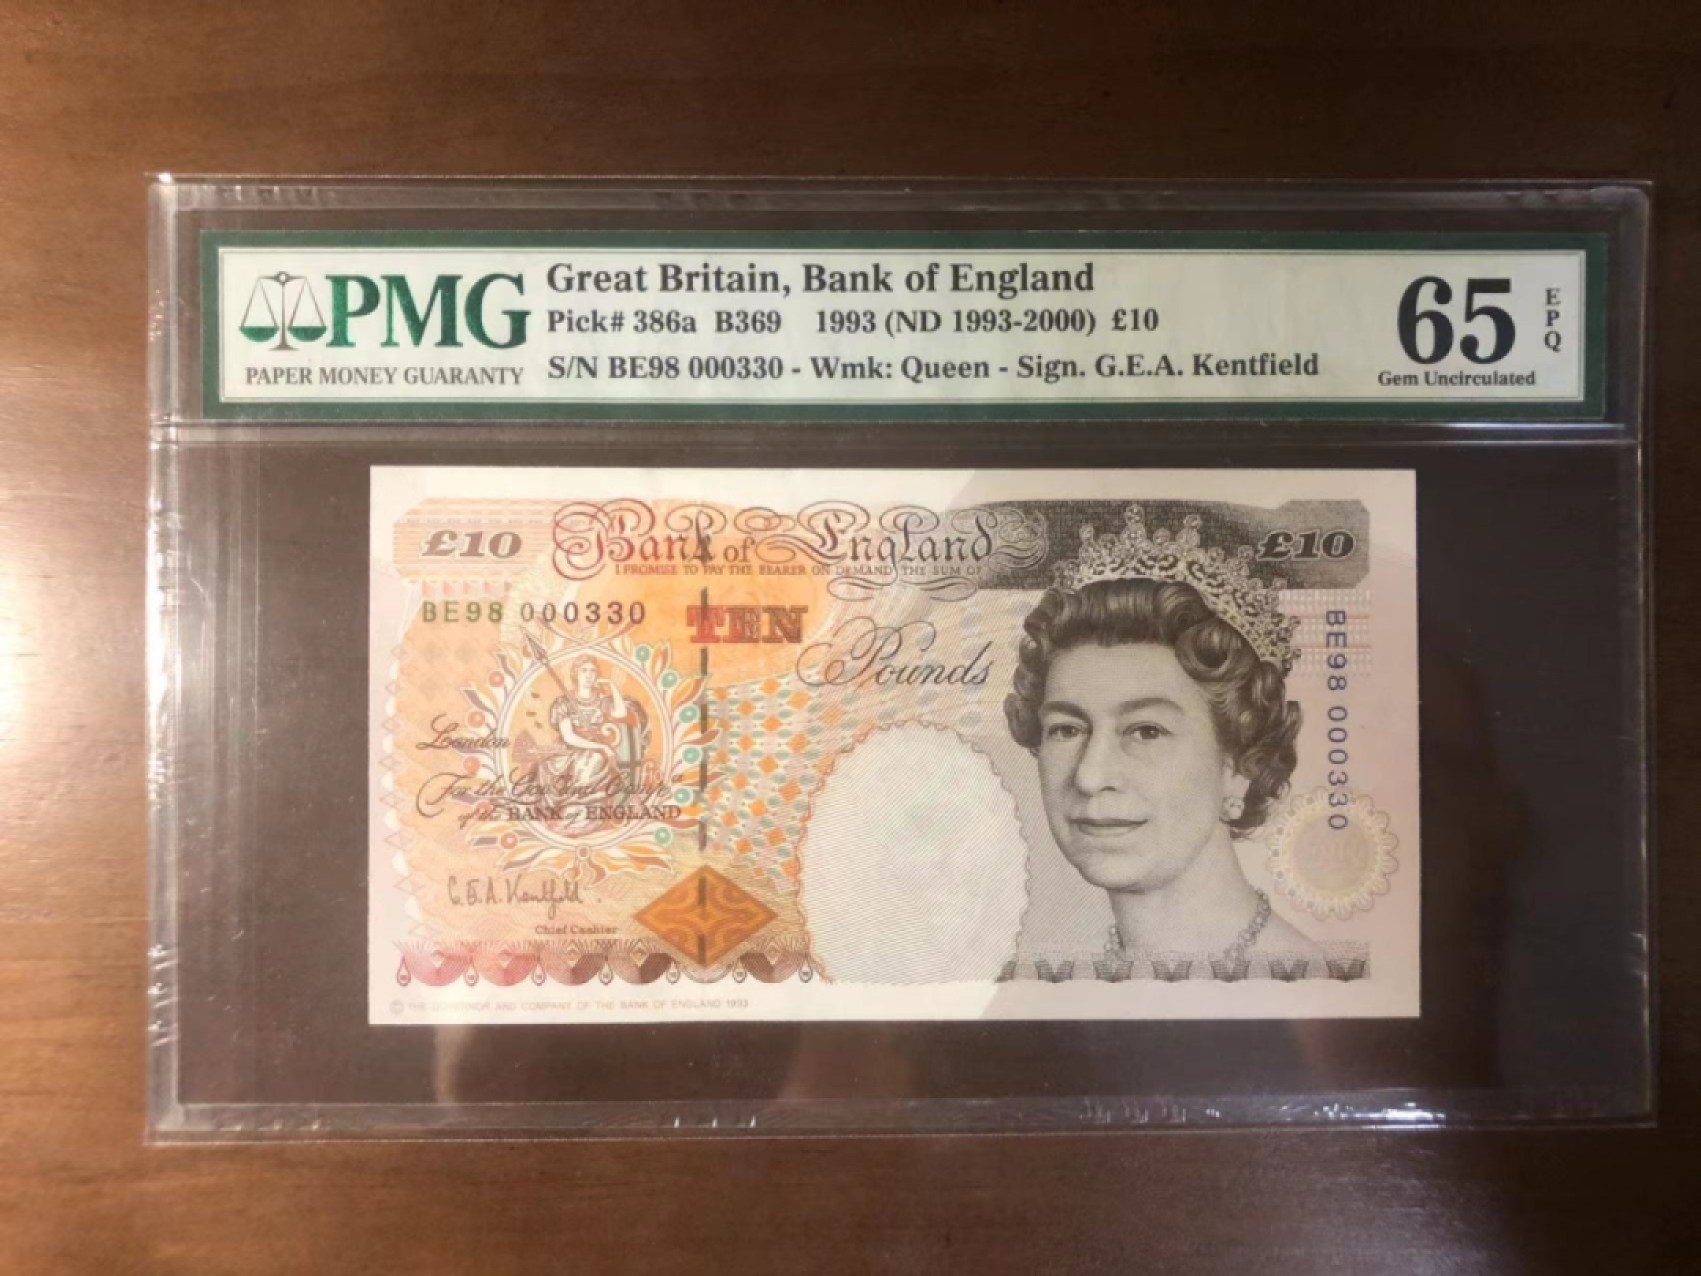 PMG
PAPER MONEY GUARANTY
Great Britain, Bank of England
Pick# 386a B369 1993 (ND 1993-2000) £10
S/N BE98 000330 - Wmk: Queen - Sign. G.E.A. Kentfield
65
Gem Uncirculated
EPQ
£10
Bank of England
£10
I PROMISE TO PAY THE BEARER ON DEMAND THE SUM OF
BE98 000330
TEN
Pounds
BE98 000330
London
For the Gov and Comp
of the BANK of ENGLAND
G.E.A. Kentfield
Chief Cashier
© THE GOVERNOR AND COMPANY OF THE BANK OF ENGLAND 1993